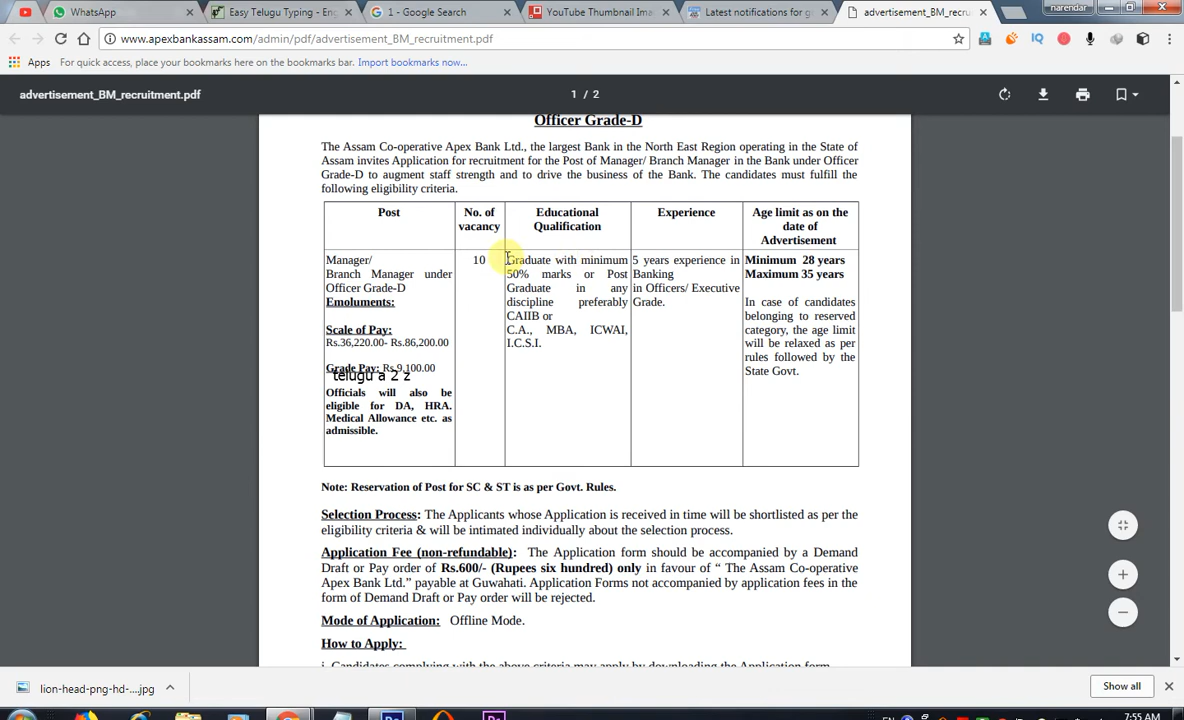 WhatsApp
Easy Telugu Typing - Eng
1 - Google Search
YouTube Thumbnail Ima
Latest notifications for g
advertisement_BM_recru
narendar
www.apexbankassam.com/admin/pdf/advertisement_BM_recruitment.pdf
Apps For quick access, place your bookmarks here on the bookmarks bar. Import bookmarks now...
advertisement_BM_recruitment.pdf
1 / 2
Officer Grade-D
The Assam Co-operative Apex Bank Ltd., the largest Bank in the North East Region operating in the State of
Assam invites Application for recruitment for the Post of Manager/ Branch Manager in the Bank under Officer
Grade-D to augment staff strength and to drive the business of the Bank. The candidates must fulfill the
following eligibility criteria.
Post
No. of
vacancy
Educational
Qualification
Experience
Age limit as on the
date of
Advertisement
Manager/
Branch Manager under
Officer Grade-D
Emoluments:
Scale of Pay:
Rs.36,220.00- Rs.86,200.00
Grade Pay: Rs.9,100.00
telugu a 2 z
Officials will also be
eligible for DA, HRA.
Medical Allowance etc. as
admissible.
10
Graduate with minimum
50% marks or Post
Graduate in any
discipline preferably
CAIIB or
C.A., MBA, ICWAI,
I.C.S.I.
5 years experience in
Banking
in Officers/ Executive
Grade.
Minimum 28 years
Maximum 35 years
In case of candidates
belonging to reserved
category, the age limit
will be relaxed as per
rules followed by the
State Govt.
Note: Reservation of Post for SC & ST is as per Govt. Rules.
Selection Process: The Applicants whose Application is received in time will be shortlisted as per the
eligibility criteria & will be intimated individually about the selection process.
Application Fee (non-refundable): The Application form should be accompanied by a Demand
Draft or Pay order of Rs.600/- (Rupees six hundred) only in favour of “ The Assam Co-operative
Apex Bank Ltd.” payable at Guwahati. Application Forms not accompanied by application fees in the
form of Demand Draft or Pay order will be rejected.
Mode of Application: Offline Mode.
How to Apply:
i. Candidates complying with the above criteria may apply by downloading the Application form
lion-head-png-hd-....jpg
Show all
EN
7:55 AM